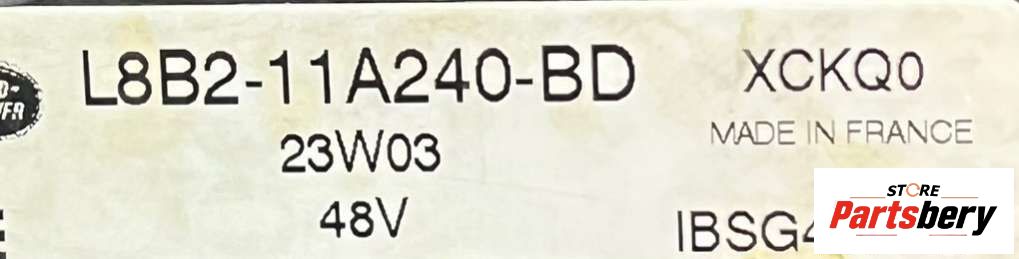 L8B2-11A240-BD
XCKQ0
23W03
MADE IN FRANCE
48V
STORE
Partsbery